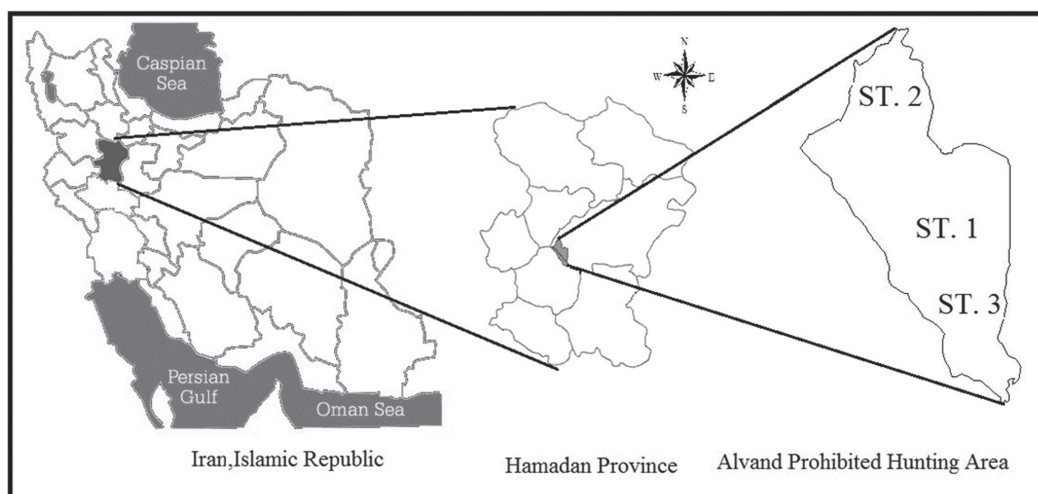 Caspian
Sea
N
W E
S
ST. 2
ST. 1
ST. 3
Persian
Gulf
Oman Sea
Iran,Islamic Republic
Hamadan Province
Alvand Prohibited Hunting Area